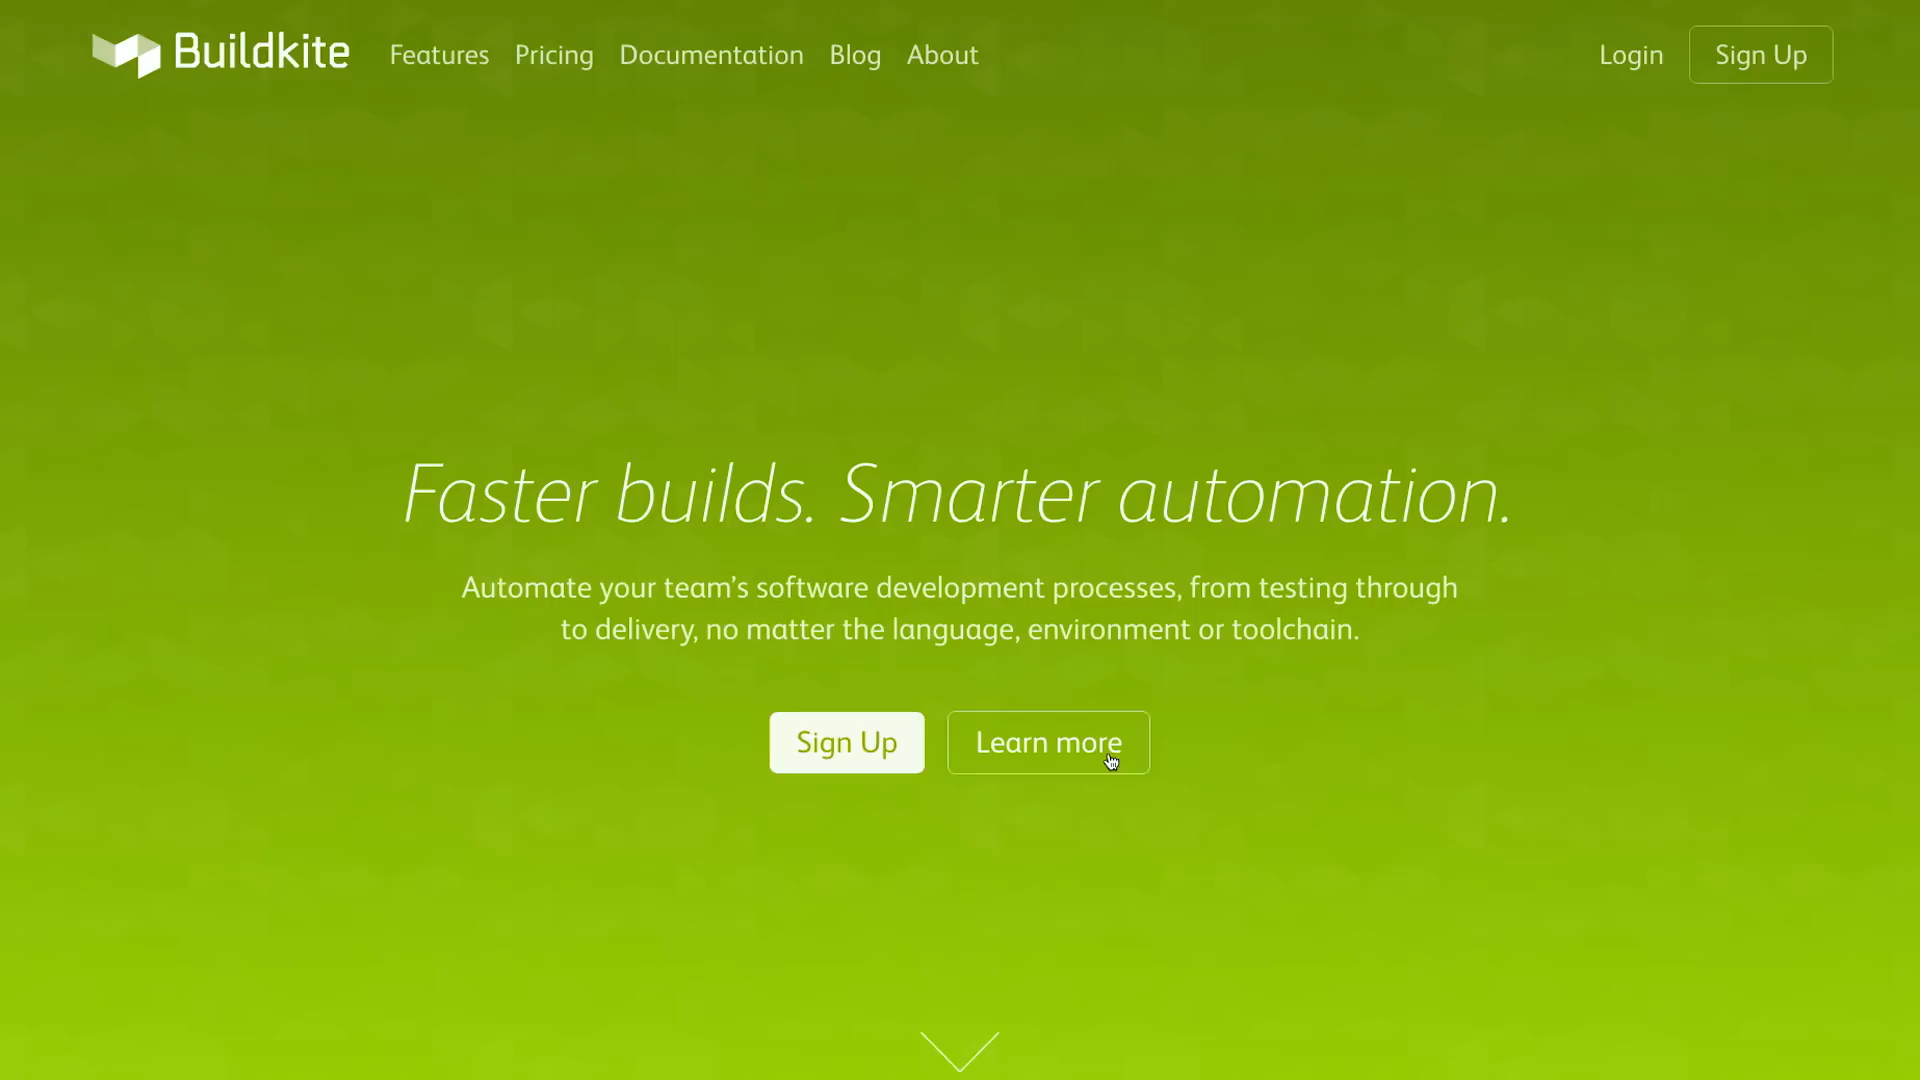 Buildkite Features Pricing Documentation Blog About Login Sign Up
Faster builds. Smarter automation.
Automate your team’s software development processes, from testing through
to delivery, no matter the language, environment or toolchain.
Sign Up Learn more